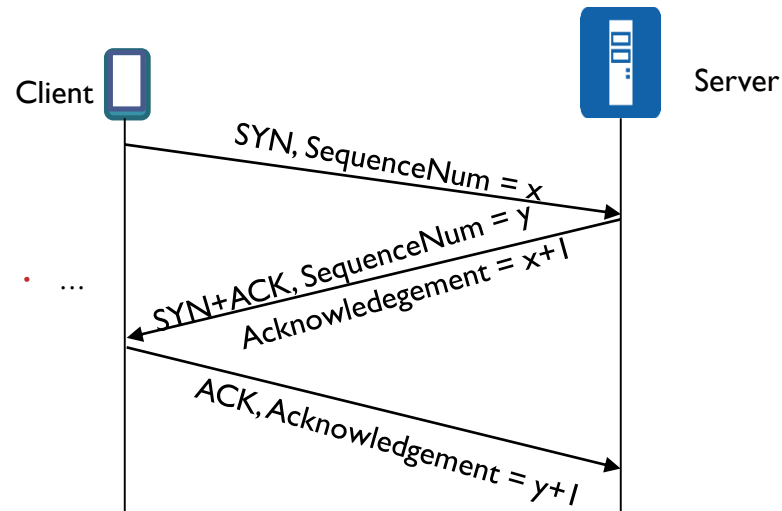 Client
Server
SYN, SequenceNum = x
SYN+ACK, SequenceNum = y
Acknowledegement = x+1
• ...
ACK, Acknowledgement = y+1